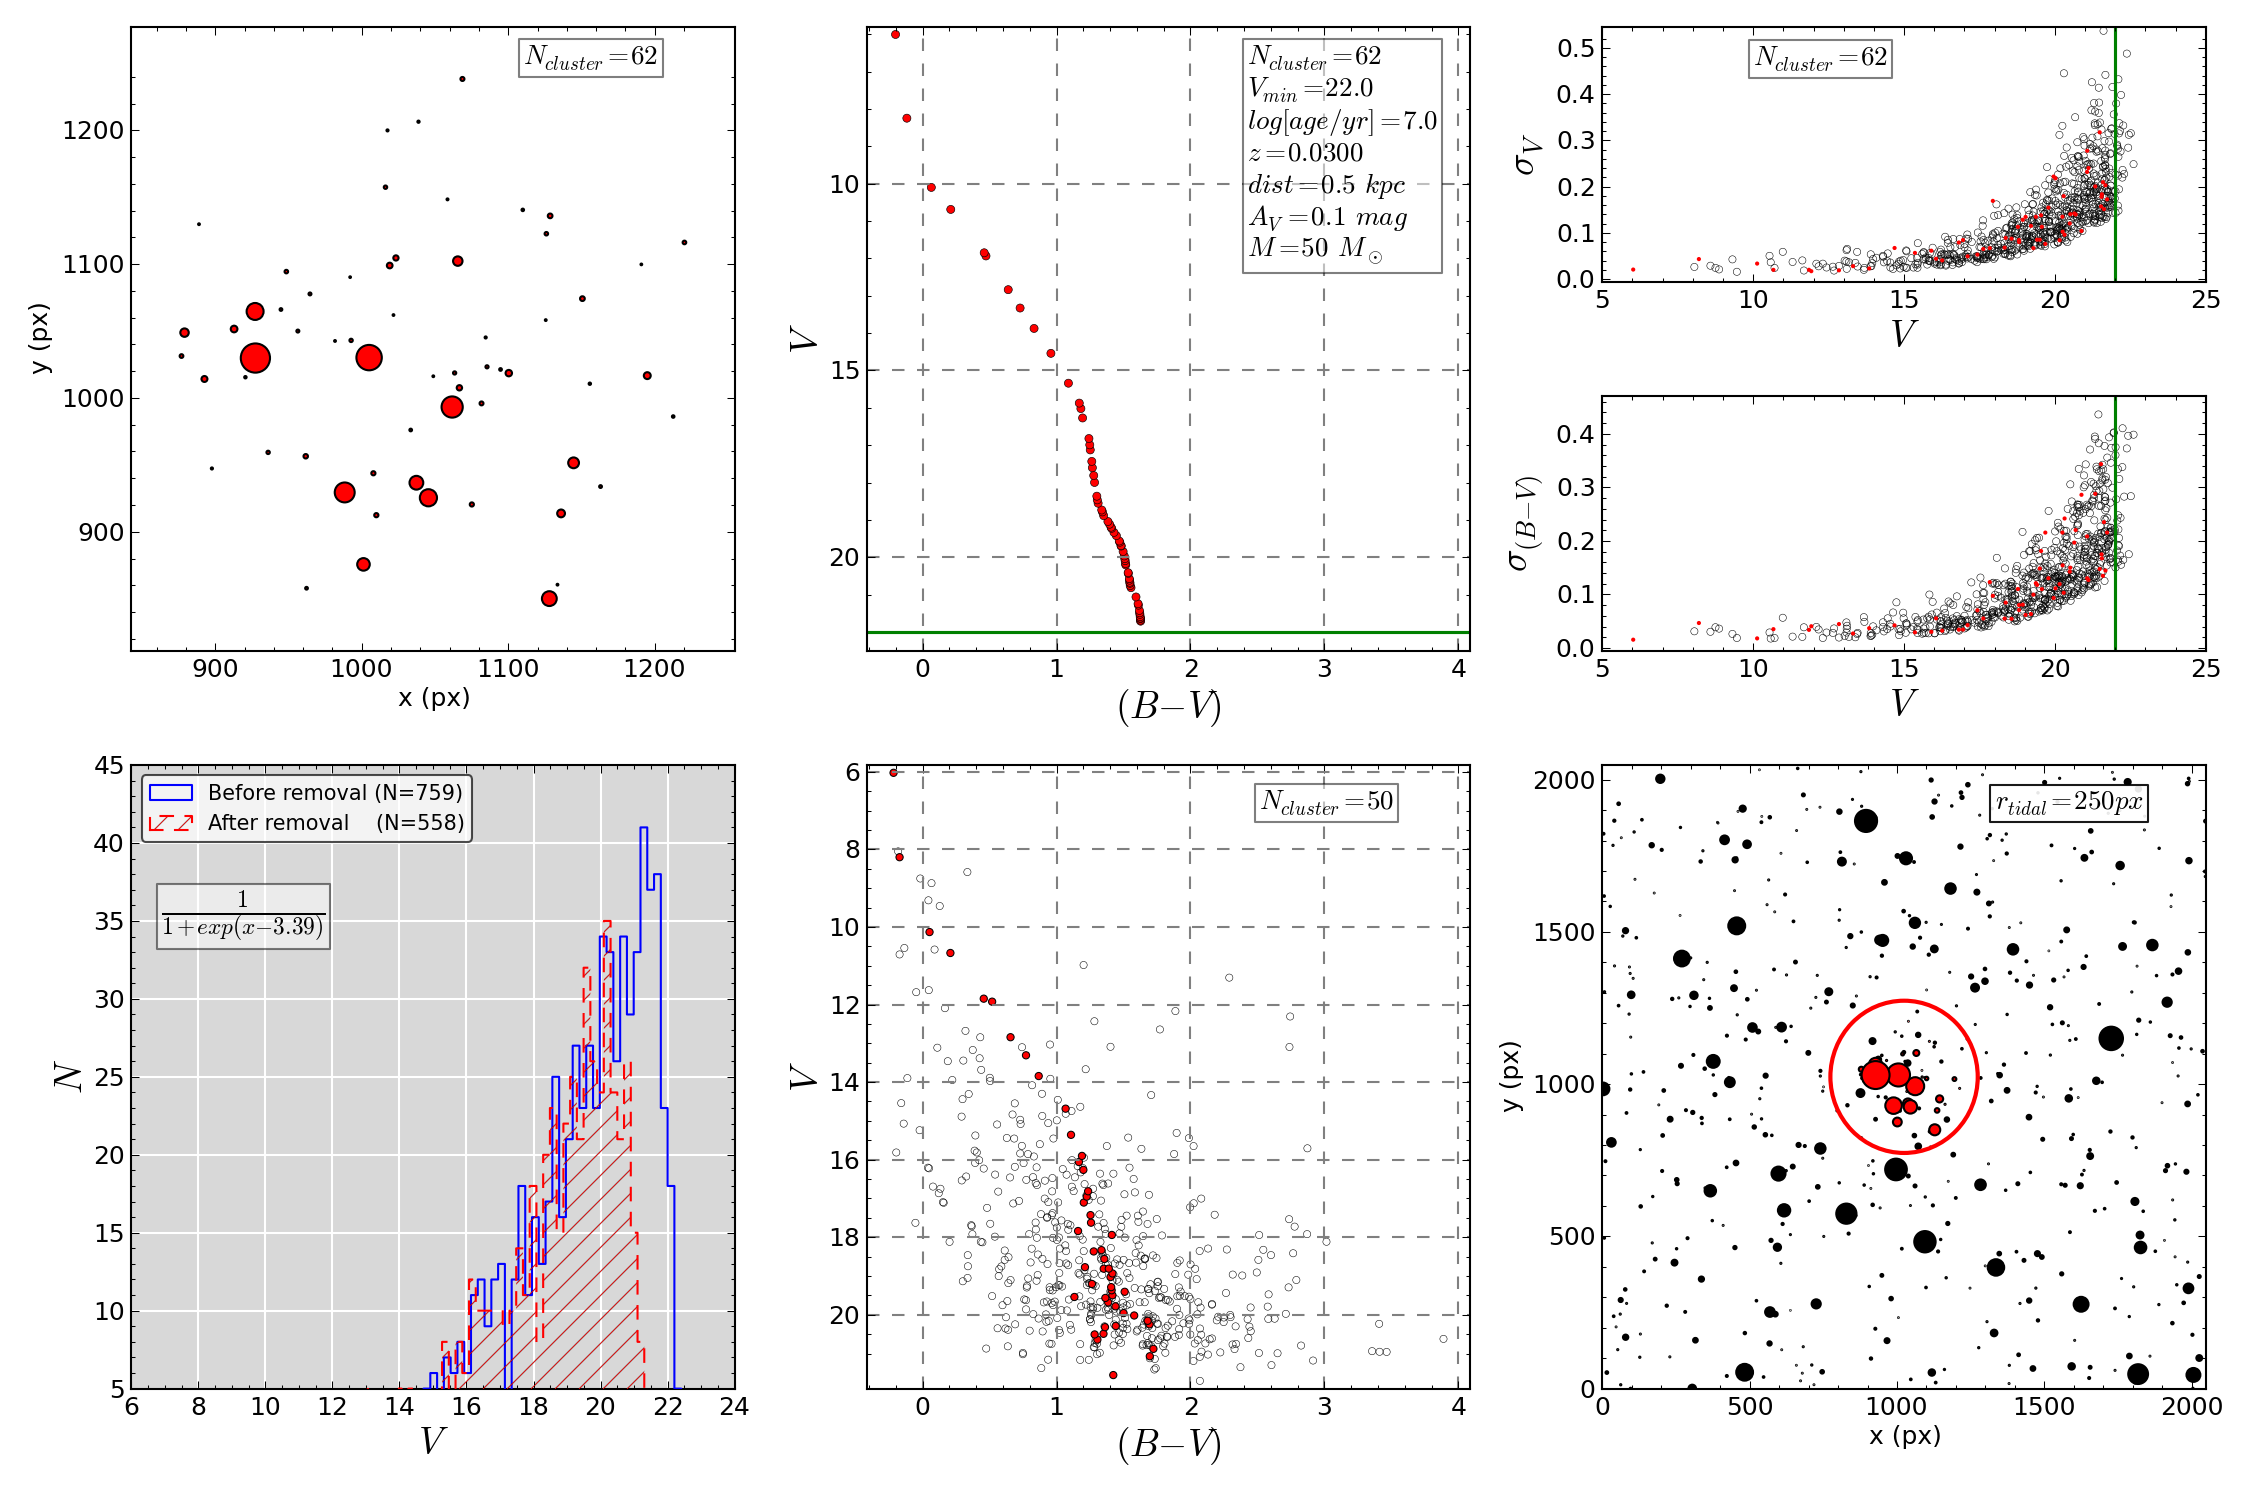 N_cluster=62
1200
1100
1000
900
y (px)
900 1000 1100 1200
x (px)
N_cluster=62
V_min=22.0
log[age/yr]=7.0
z=0.0300
dist=0.5 kpc
A_V=0.1 mag
M=50 M_⊙
10
15
20
V
0 1 2 3 4
(B−V)
N_cluster=62
0.5
0.4
0.3
0.2
0.1
0.0
σ_V
5 10 15 20 25
V
0.4
0.3
0.2
0.1
0.0
σ_(B−V)
5 10 15 20 25
V
45
40
35
30
25
20
15
10
5
N
Before removal (N=759)
After removal (N=558)
1
1+exp(x−3.39)
6 8 10 12 14 16 18 20 22 24
V
N_cluster=50
6
8
10
12
14
16
18
20
V
0 1 2 3 4
(B−V)
r_tidal=250px
2000
1500
1000
500
0
y (px)
0 500 1000 1500 2000
x (px)